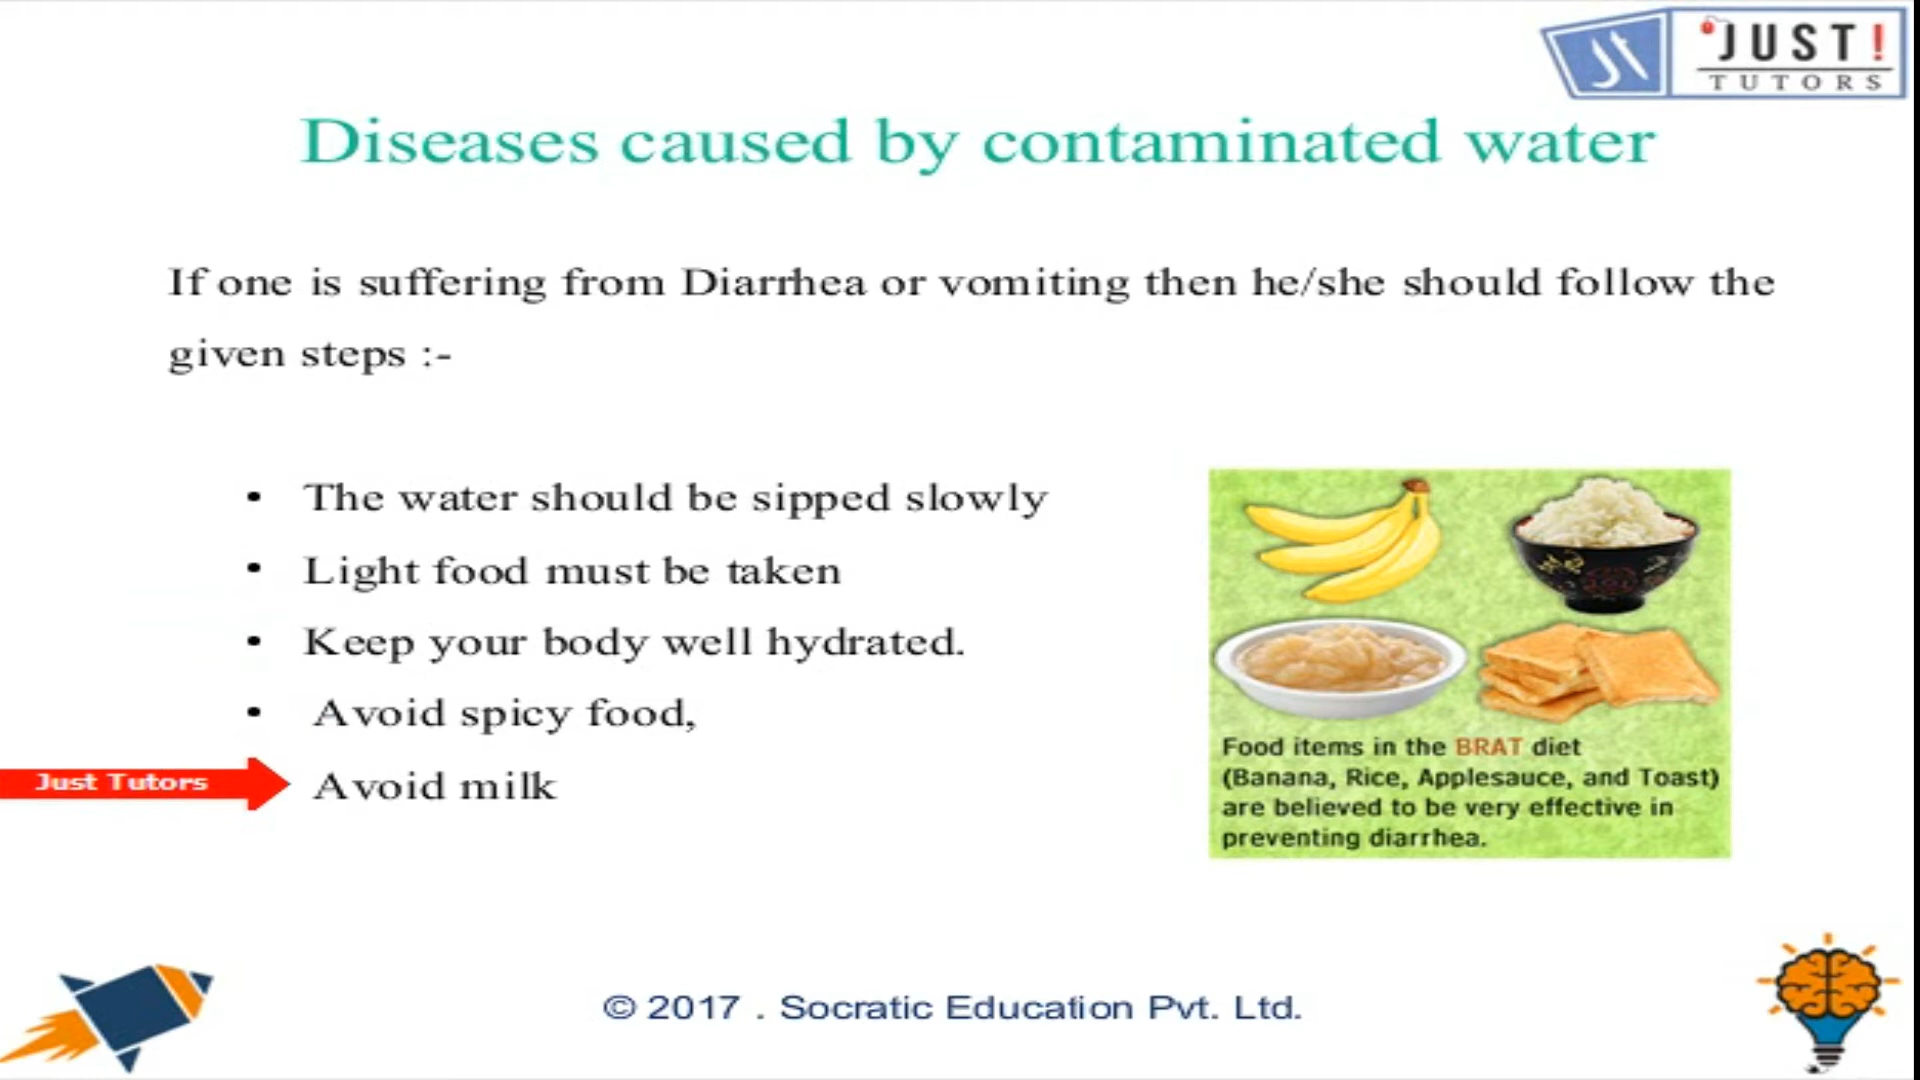 JUST!
TUTORS
Diseases caused by contaminated water
If one is suffering from Diarrhea or vomiting then he/she should follow the
given steps :-
• The water should be sipped slowly
• Light food must be taken
• Keep your body well hydrated.
• Avoid spicy food,
Just Tutors
Avoid milk
Food items in the BRAT diet
(Banana, Rice, Applesauce, and Toast)
are believed to be very effective in
preventing diarrhea.
© 2017 . Socratic Education Pvt. Ltd.